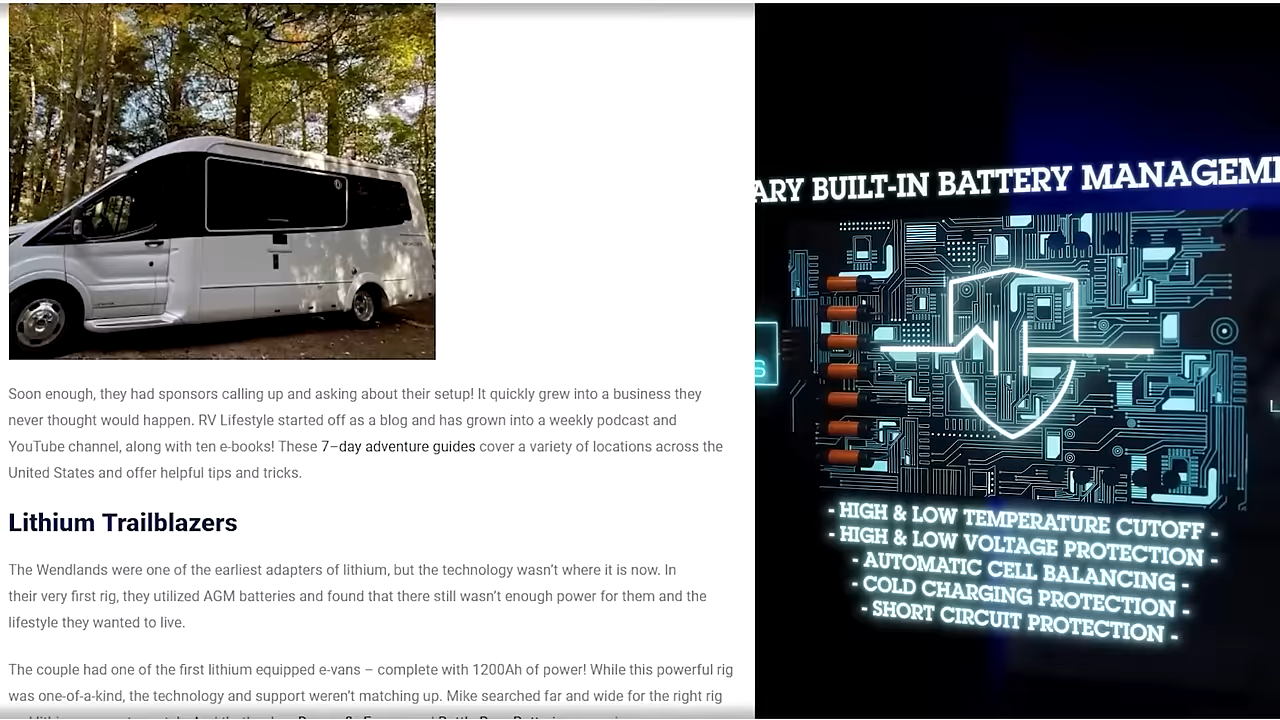 Soon enough, they had sponsors calling up and asking about their setup! It quickly grew into a business they
never thought would happen. RV Lifestyle started off as a blog and has grown into a weekly podcast and
YouTube channel, along with ten e-books! These 7–day adventure guides cover a variety of locations across the
United States and offer helpful tips and tricks.
Lithium Trailblazers
The Wendlands were one of the earliest adapters of lithium, but the technology wasn't where it is now. In
their very first rig, they utilized AGM batteries and found that there still wasn't enough power for them and the
lifestyle they wanted to live.
The couple had one of the first lithium equipped e-vans – complete with 1200Ah of power! While this powerful rig
was one-of-a-kind, the technology and support weren't matching up. Mike searched far and wide for the right rig
BUILT-IN BATTERY
- HIGH & LOW TEMPERATURE CUTOFF -
- HIGH & LOW VOLTAGE PROTECTION -
- AUTOMATIC CELL BALANCING -
- COLD CHARGING PROTECTION -
- SHORT CIRCUIT PROTECTION -